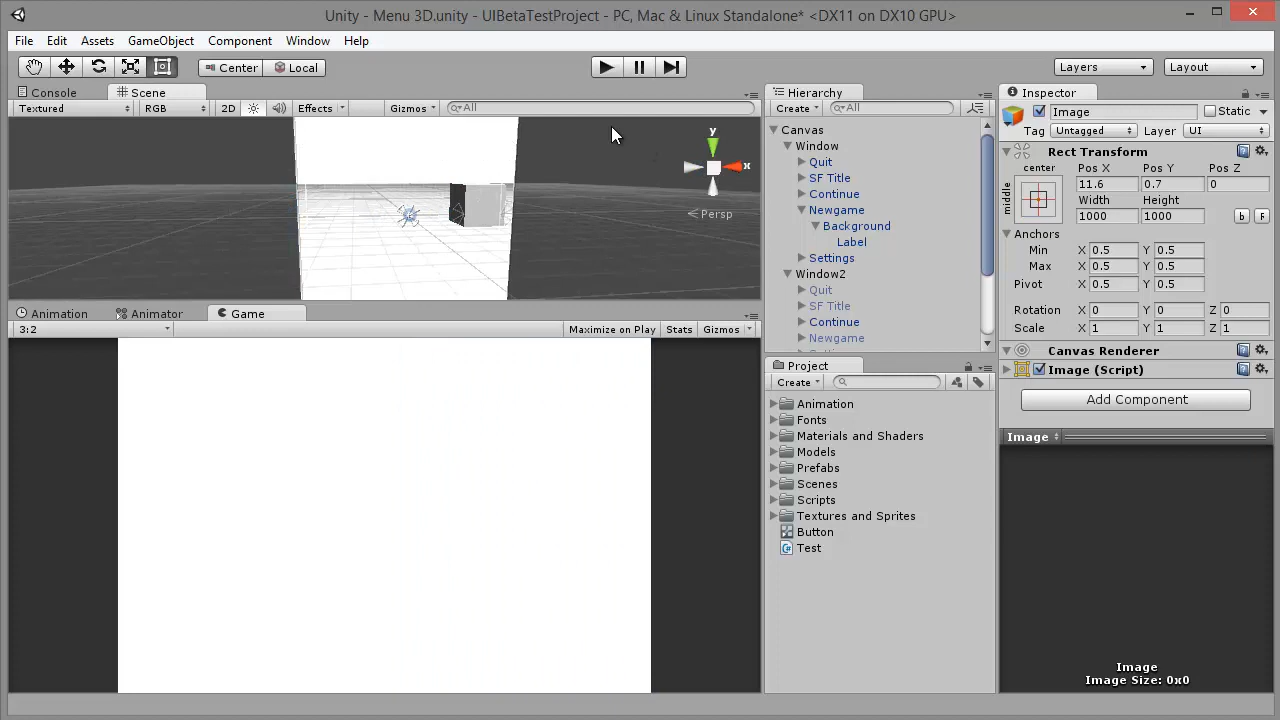 Unity - Menu 3D.unity - UIBetaTestProject - PC, Mac & Linux Standalone* <DX11 on DX10 GPU>
File Edit Assets GameObject Component Window Help
Center Local Layers Layout
Console Scene
Textured RGB 2D Effects Gizmos All
y
x
Persp
Animation Animator Game
3:2 Maximize on Play Stats Gizmos
Hierarchy
Create All
Canvas
Window
Quit
SF Title
Continue
Newgame
Background
Label
Settings
Window2
Quit
SF Title
Continue
Newgame
Project
Create
Animation
Fonts
Materials and Shaders
Models
Prefabs
Scenes
Scripts
Textures and Sprites
Button
Test
Inspector
Image Static
Tag Untagged Layer UI
Rect Transform
center Pos X Pos Y Pos Z
middle 11.6 0.7 0
Width Height
1000 1000
Anchors
Min X 0.5 Y 0.5
Max X 0.5 Y 0.5
Pivot X 0.5 Y 0.5
Rotation X 0 Y 0 Z 0
Scale X 1 Y 1 Z 1
Canvas Renderer
Image (Script)
Add Component
Image
Image
Image Size: 0x0